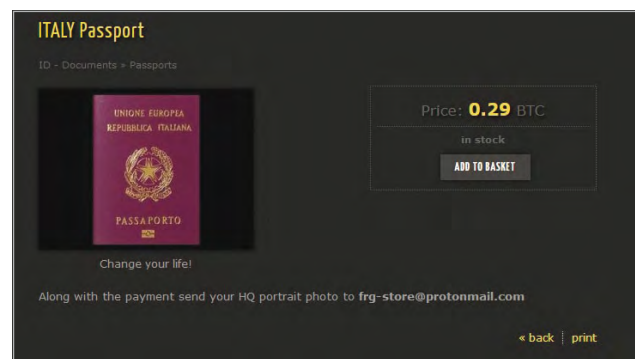 ITALY Passport
ID - Documents » Passports
UNIONE EUROPEA
REPUBBLICA ITALIANA
PASSAPORTO
Price: 0.29 BTC
in stock
ADD TO BASKET
Change your life!
Along with the payment send your HQ portrait photo to frg-store@protonmail.com
« back print